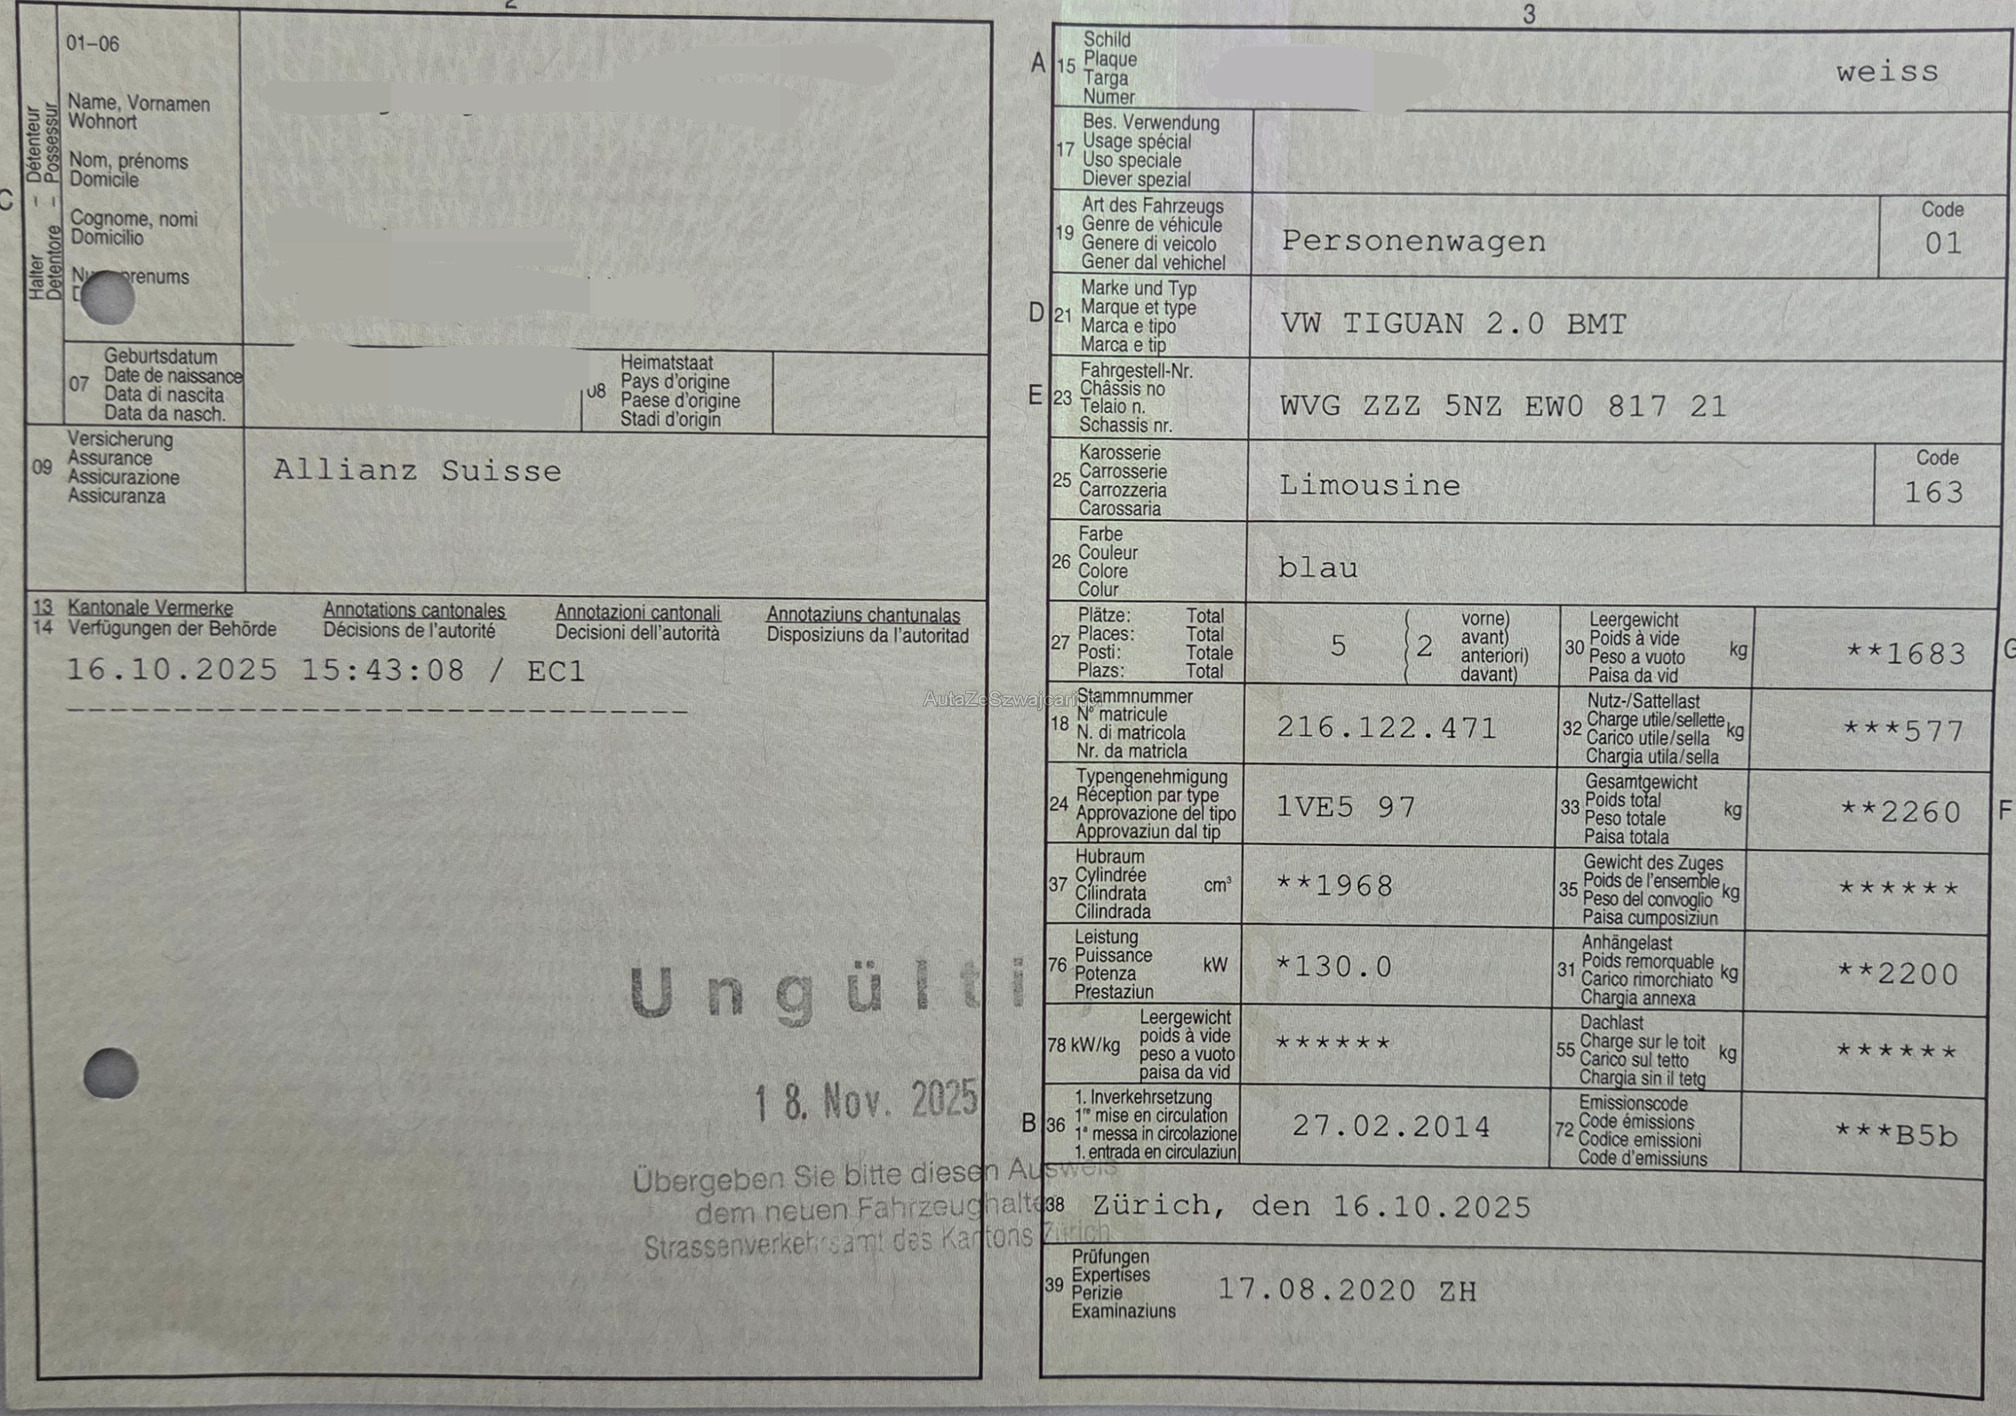 2
01–06
Name, Vornamen
Wohnort
Nom, prénoms
Domicile
Cognome, nomi
Domicilio
prenums
C
Halter – Détenteur
Detentore – Possessur
07
Geburtsdatum
Date de naissance
Data di nascita
Data da nasch.
08
Heimatstaat
Pays d'origine
Paese d'origine
Stadi d'origin
09
Versicherung
Assurance
Assicurazione
Assicuranza
Allianz Suisse
13 Kantonale Vermerke Annotations cantonales Annotazioni cantonali Annotaziuns chantunalas
14 Verfügungen der Behörde Décisions de l'autorité Decisioni dell'autorità Disposiziuns da l'autoritad
16.10.2025 15:43:08 / EC1
Ungülti
18. Nov. 2025
Übergeben Sie bitte diesen Ausweis
dem neuen Fahrzeughalte
Strassenverkehrsamt des Kantons Zürich
AutaZeSzwajcarii
3
A 15
Schild
Plaque
Targa
Numer
weiss
17
Bes. Verwendung
Usage spécial
Uso speciale
Diever spezial
19
Art des Fahrzeugs
Genre de véhicule
Genere di veicolo
Gener dal vehichel
Personenwagen
Code
01
D 21
Marke und Typ
Marque et type
Marca e tipo
Marca e tip
VW TIGUAN 2.0 BMT
E 23
Fahrgestell-Nr.
Châssis no
Telaio n.
Schassis nr.
WVG ZZZ 5NZ EW0 817 21
25
Karosserie
Carrosserie
Carrozzeria
Carossaria
Limousine
Code
163
26
Farbe
Couleur
Colore
Colur
blau
27
Plätze: Total
Places: Total
Posti: Totale
Plazs: Total
5 ( 2
vorne)
avant)
anteriori)
davant)
30
Leergewicht
Poids à vide
Peso a vuoto
Paisa da vid
kg
**1683
G
18
Stammnummer
N° matricule
N. di matricola
Nr. da matricla
216.122.471
32
Nutz-/Sattellast
Charge utile/sellette
Carico utile/sella
Chargia utila/sella
kg
***577
24
Typengenehmigung
Réception par type
Approvazione del tipo
Approvaziun dal tip
1VE5 97
33
Gesamtgewicht
Poids total
Peso totale
Paisa totala
kg
**2260
F
37
Hubraum
Cylindrée
Cilindrata
Cilindrada
cm³
**1968
35
Gewicht des Zuges
Poids de l'ensemble
Peso del convoglio
Paisa cumposiziun
kg
******
76
Leistung
Puissance
Potenza
Prestaziun
kW
*130.0
31
Anhängelast
Poids remorquable
Carico rimorchiato
Chargia annexa
kg
**2200
78 kW/kg
Leergewicht
poids à vide
peso a vuoto
paisa da vid
******
55
Dachlast
Charge sur le toit
Carico sul tetto
Chargia sin il tetg
kg
******
B 36
1. Inverkehrsetzung
1re mise en circulation
1a messa in circolazione
1. entrada en circulaziun
27.02.2014
72
Emissionscode
Code émissions
Codice emissioni
Code d'emissiuns
***B5b
38
Zürich, den 16.10.2025
39
Prüfungen
Expertises
Perizie
Examinaziuns
17.08.2020 ZH